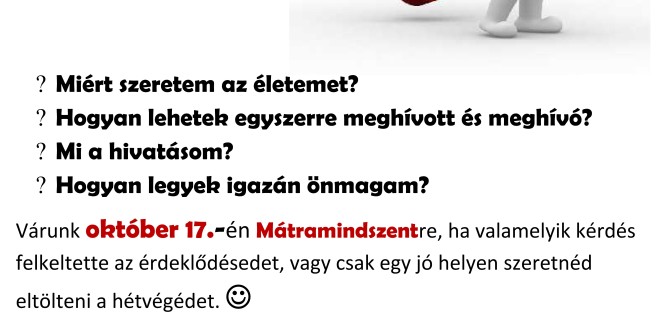 ? Miért szeretem az életemet?
? Hogyan lehetek egyszerre meghívott és meghívó?
? Mi a hivatásom?
? Hogyan legyek igazán önmagam?
Várunk október 17.-én Mátramindszentre, ha valamelyik kérdés
felkeltette az érdeklődésedet, vagy csak egy jó helyen szeretnéd
eltölteni a hétvégédet. ☺